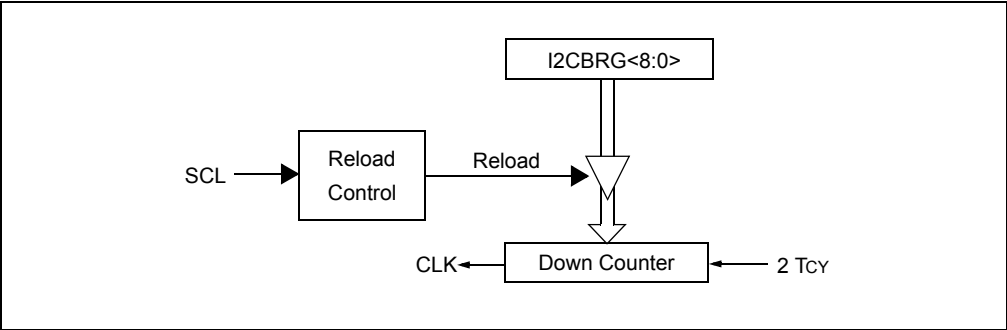 I2CBRG<8:0>
SCL
Reload
Control
Reload
CLK
Down Counter
2 TCY